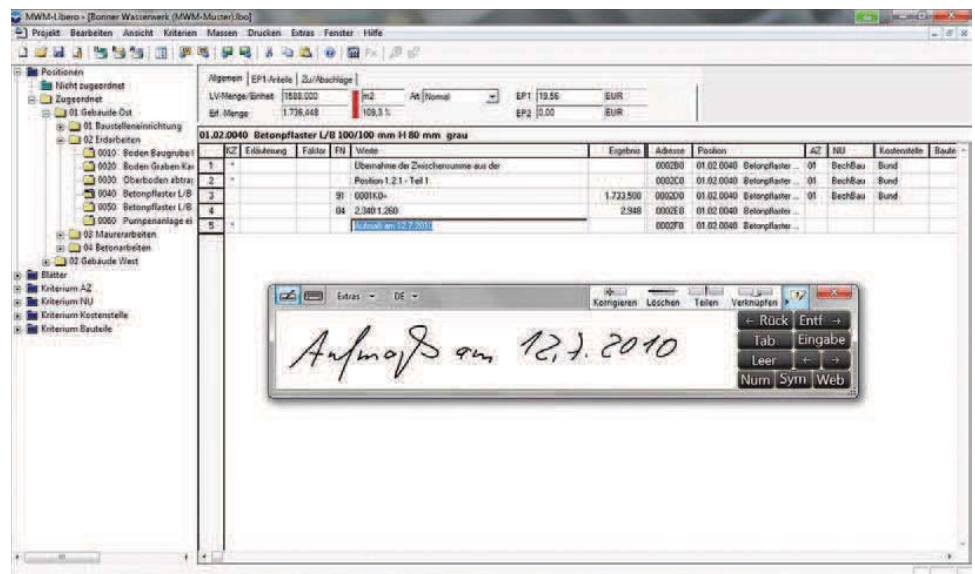 MWM-Libero - [Bonner Wasserwerk (MWM-Muster).lbo]
Projekt Bearbeiten Ansicht Kriterien Massen Drucken Extras Fenster Hilfe
Positionen
Nicht zugeordnet
Zugeordnet
01 Gebäude Ost
01 Baustelleneinrichtung
02 Erdarbeiten
0010 Boden Baugrube
0020 Boden Graben Ka
0030 Oberboden abtra
0040 Betonpflaster L/B
0050 Betonpflaster L/B
0060 Pumpenanlage ei
03 Maurerarbeiten
04 Betonarbeiten
02 Gebäude West
Blätter
Kriterium AZ
Kriterium NU
Kriterium Kostenstelle
Kriterium Bauteile
Allgemein EP1-Anteile Zu-/Abschläge
LV-Menge/Einheit 1588.000 m2 Art Normal EP1 19.56 EUR
Erf. Menge 1.736,448 109,3 % EP2 0.00 EUR
01.02.0040 Betonpflaster L/B 100/100 mm H 80 mm grau
KZ Erläuterung Faktor FN Werte Ergebnis Adresse Position AZ NU Kostenstelle Baute
1 * Übernahme der Zwischensumme aus der 0002B0 01.02.0040 Betonpflaster ... 01 BechBau Bund
2 * Position 1.2.1 - Teil 1 0002C0 01.02.0040 Betonpflaster ... 01 BechBau Bund
3 91 0001K0= 1.733,500 0002D0 01.02.0040 Betonpflaster ... 01 BechBau Bund
4 04 2,340 1,260 2,948 0002E0 01.02.0040 Betonpflaster ...
5 * Aufmaß am 12.7.2010 0002F0 01.02.0040 Betonpflaster ...
Extras DE Korrigieren Löschen Teilen Verknüpfen
Aufmaß am 12.7.2010
← Rück Entf →
Tab Eingabe
Leer ← →
Num Sym Web